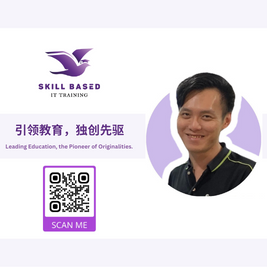 SKILL BASED
IT TRAINING
引领教育，独创先驱
Leading Education, the Pioneer of Originalities.
SCAN ME